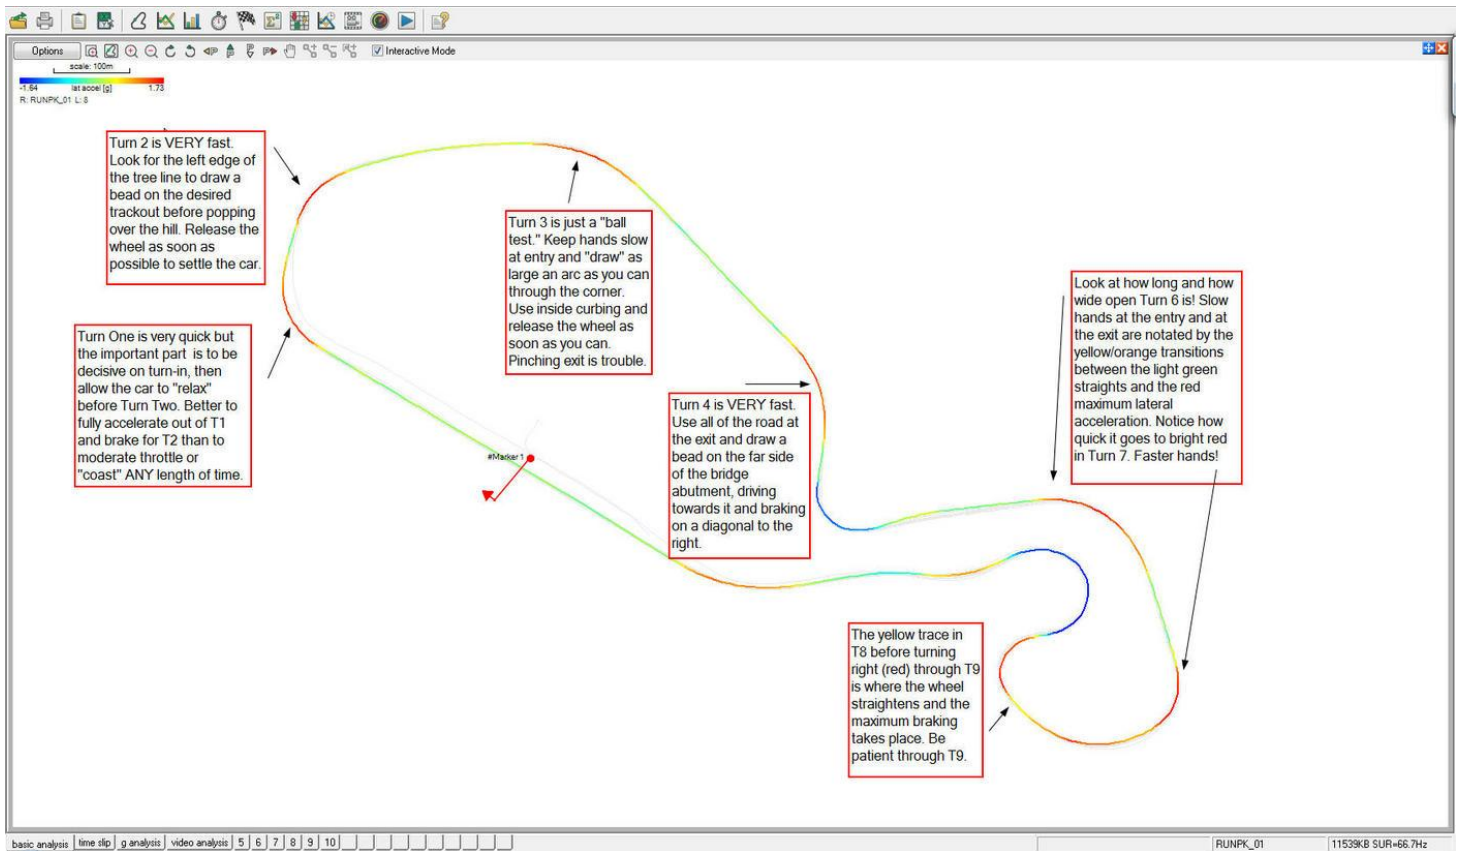 Options
Interactive Mode
scale: 100m
-1.64 lat accel [g] 1.73
R: RUNPK_01 L: 8
Turn 2 is VERY fast.
Look for the left edge of
the tree line to draw a
bead on the desired
trackout before popping
over the hill. Release the
wheel as soon as
possible to settle the car.
Turn 3 is just a "ball
test." Keep hands slow
at entry and "draw" as
large an arc as you can
through the corner.
Use inside curbing and
release the wheel as
soon as you can.
Pinching exit is trouble.
Look at how long and how
wide open Turn 6 is! Slow
hands at the entry and at
the exit are notated by the
yellow/orange transitions
between the light green
straights and the red
maximum lateral
acceleration. Notice how
quick it goes to bright red
in Turn 7. Faster hands!
Turn One is very quick but
the important part is to be
decisive on turn-in, then
allow the car to "relax"
before Turn Two. Better to
fully accelerate out of T1
and brake for T2 than to
moderate throttle or
"coast" ANY length of time.
Turn 4 is VERY fast.
Use all of the road at
the exit and draw a
bead on the far side
of the bridge
abutment, driving
towards it and braking
on a diagonal to the
right.
#Marker 1
The yellow trace in
T8 before turning
right (red) through T9
is where the wheel
straightens and the
maximum braking
takes place. Be
patient through T9.
basic analysis time slip g analysis video analysis 5 6 7 8 9 10
RUNPK_01 11539KB SUR=66.7Hz